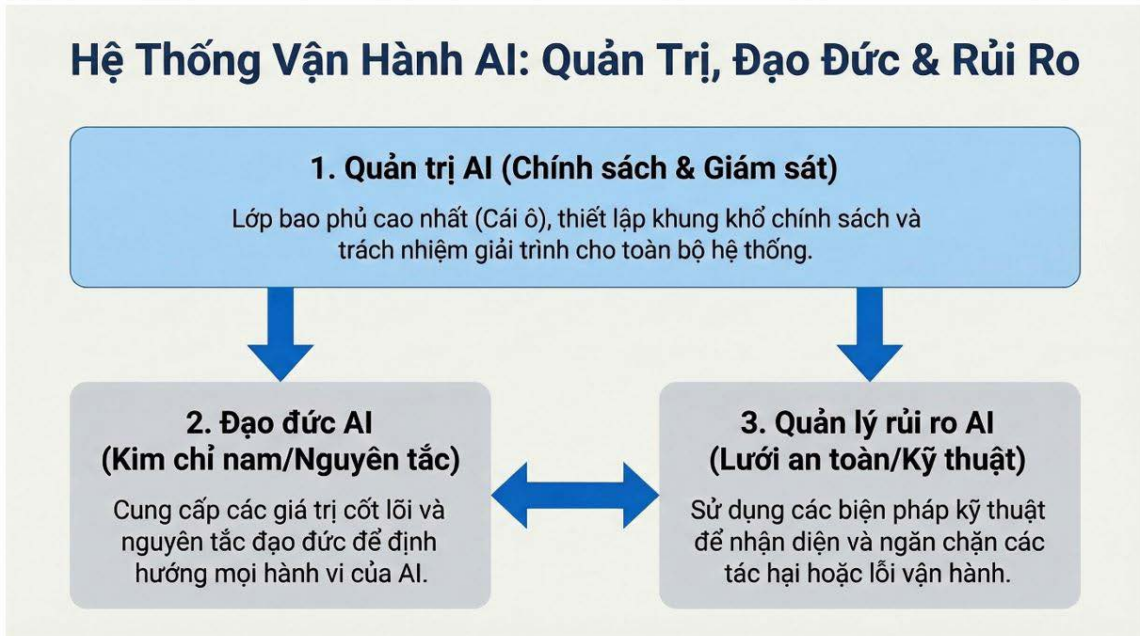 Hệ Thống Vận Hành AI: Quản Trị, Đạo Đức & Rủi Ro
1. Quản trị AI (Chính sách & Giám sát)
Lớp bao phủ cao nhất (Cái ô), thiết lập khung khổ chính sách và
trách nhiệm giải trình cho toàn bộ hệ thống.
2. Đạo đức AI
(Kim chỉ nam/Nguyên tắc)
Cung cấp các giá trị cốt lõi và
nguyên tắc đạo đức để định
hướng mọi hành vi của AI.
3. Quản lý rủi ro AI
(Lưới an toàn/Kỹ thuật)
Sử dụng các biện pháp kỹ thuật
để nhận diện và ngăn chặn các
tác hại hoặc lỗi vận hành.